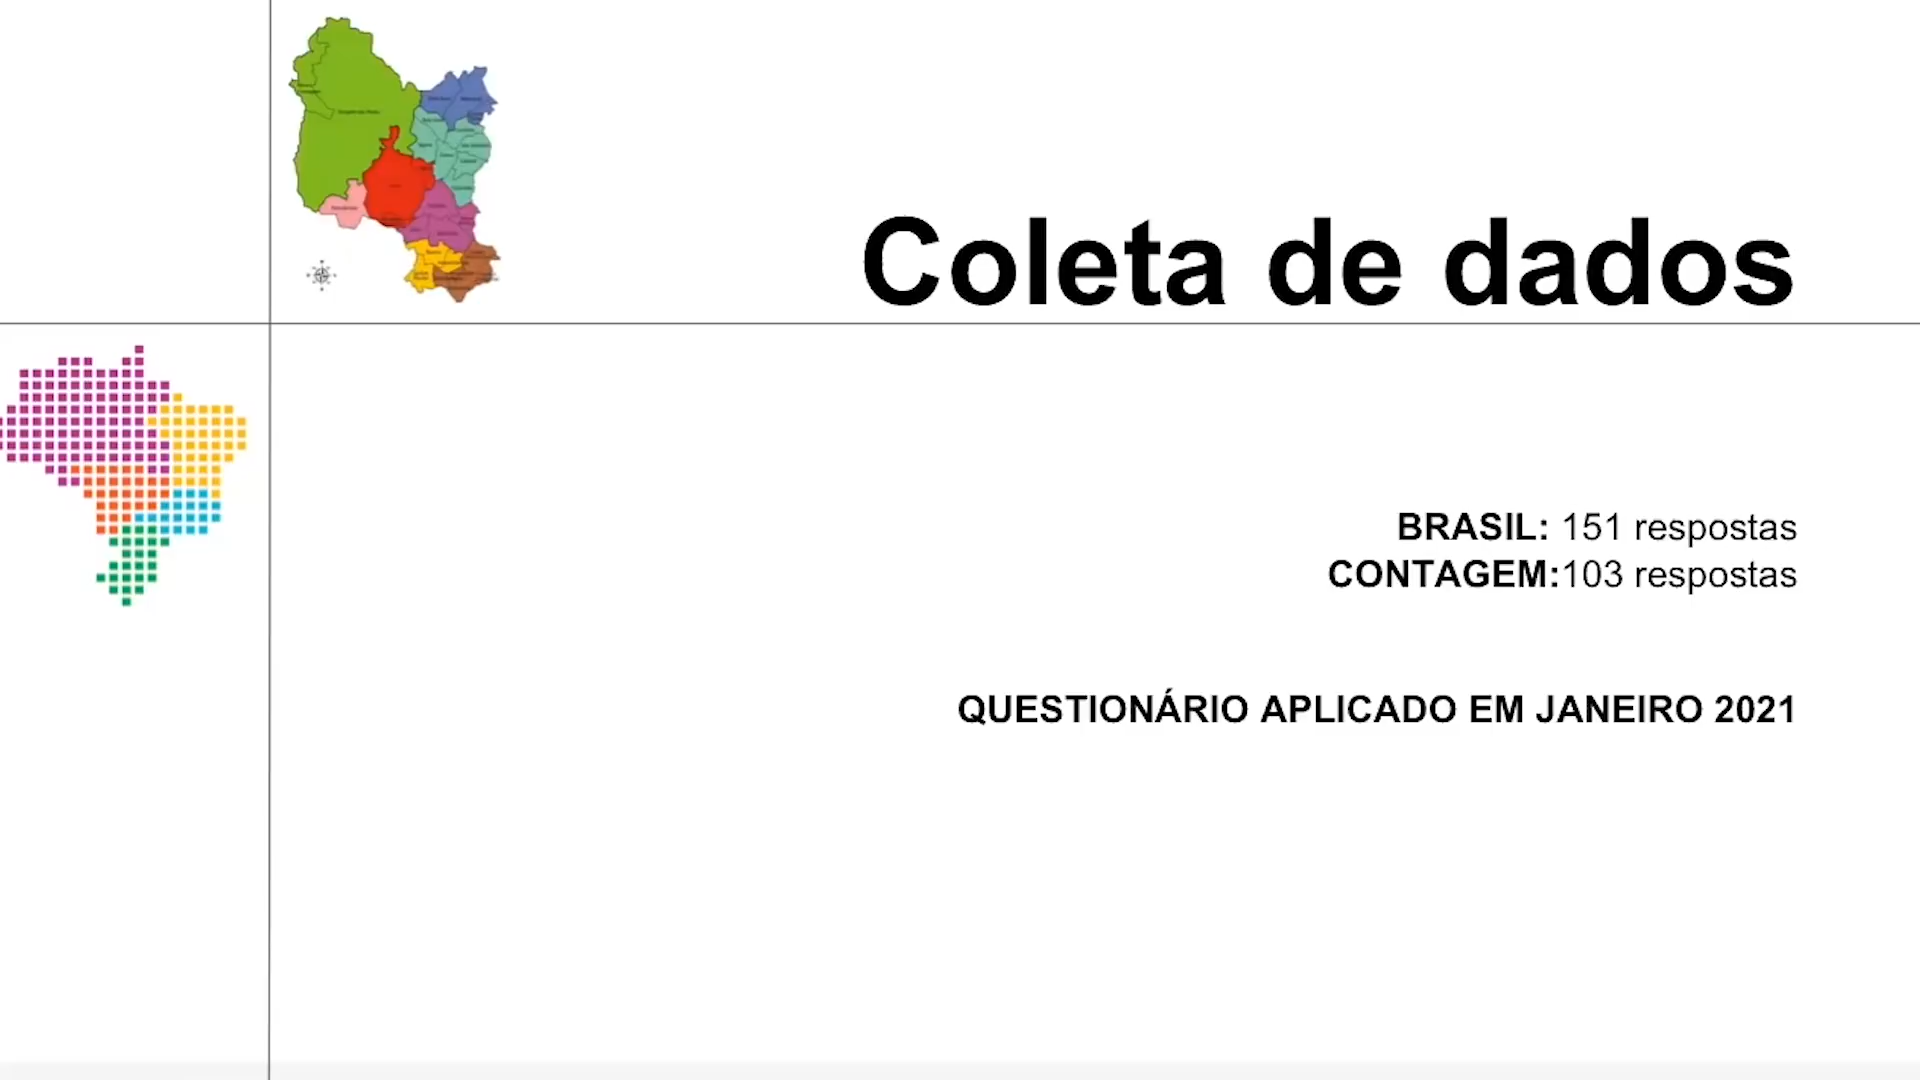 Coleta de dados
BRASIL: 151 respostas
CONTAGEM:103 respostas
QUESTIONÁRIO APLICADO EM JANEIRO 2021